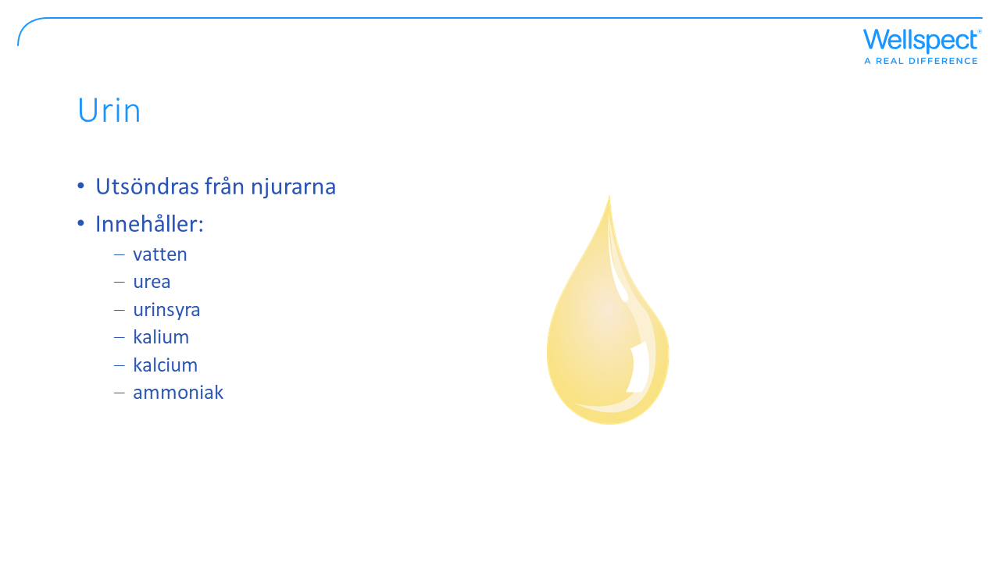 Wellspect®
A REAL DIFFERENCE
Urin
• Utsöndras från njurarna
• Innehåller:
– vatten
– urea
– urinsyra
– kalium
– kalcium
– ammoniak